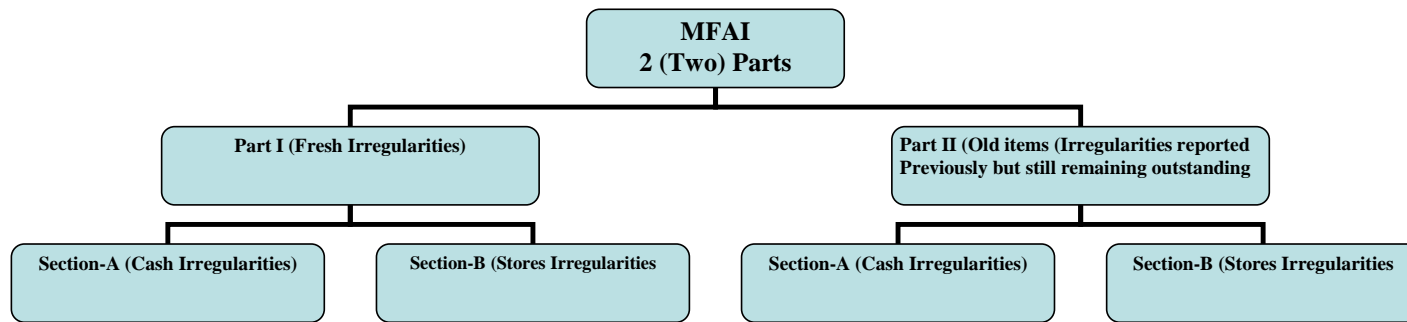 MFAI
2 (Two) Parts
Part I (Fresh Irregularities)
Part II (Old items (Irregularities reported
Previously but still remaining outstanding
Section-A (Cash Irregularities)
Section-B (Stores Irregularities
Section-A (Cash Irregularities)
Section-B (Stores Irregularities